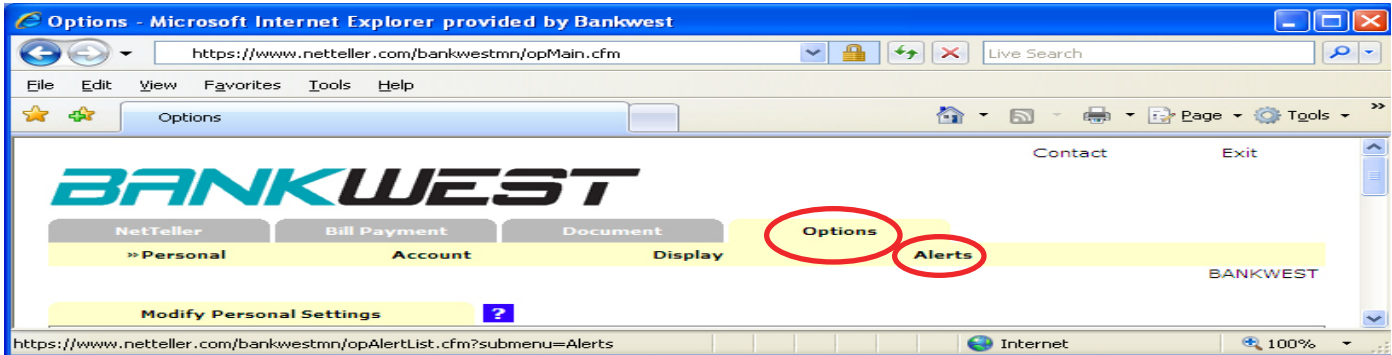 Options - Microsoft Internet Explorer provided by Bankwest
https://www.netteller.com/bankwestmn/opMain.cfm
Live Search
File Edit View Favorites Tools Help
Options
Page Tools »
Contact Exit
BANKWEST
NetTeller Bill Payment Document Options
»Personal Account Display Alerts
BANKWEST
Modify Personal Settings ?
https://www.netteller.com/bankwestmn/opAlertList.cfm?submenu=Alerts Internet 100%